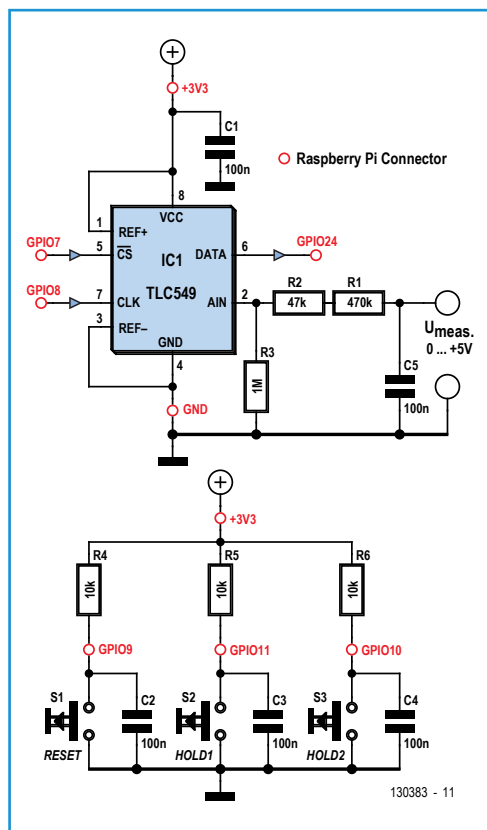 +3V3
C1
100n
Raspberry Pi Connector
8
VCC
1
REF+
GPIO7
5
CS
IC1
DATA
6
GPIO24
GPIO8
7
CLK
TLC549
AIN
2
R2
47k
R1
470k
3
REF–
GND
4
R3
1M
Umeas.
0 ... +5V
C5
100n
GND
+3V3
R4
10k
R5
10k
R6
10k
GPIO9
GPIO11
GPIO10
S1
C2
100n
RESET
S2
C3
100n
HOLD1
S3
C4
100n
HOLD2
130383 - 11